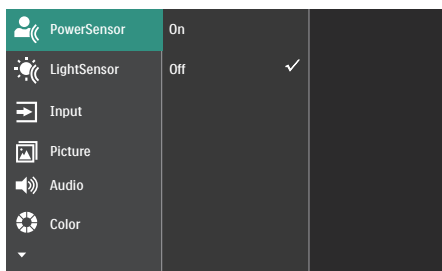 PowerSensor
On
LightSensor
Off
Input
Picture
Audio
Color